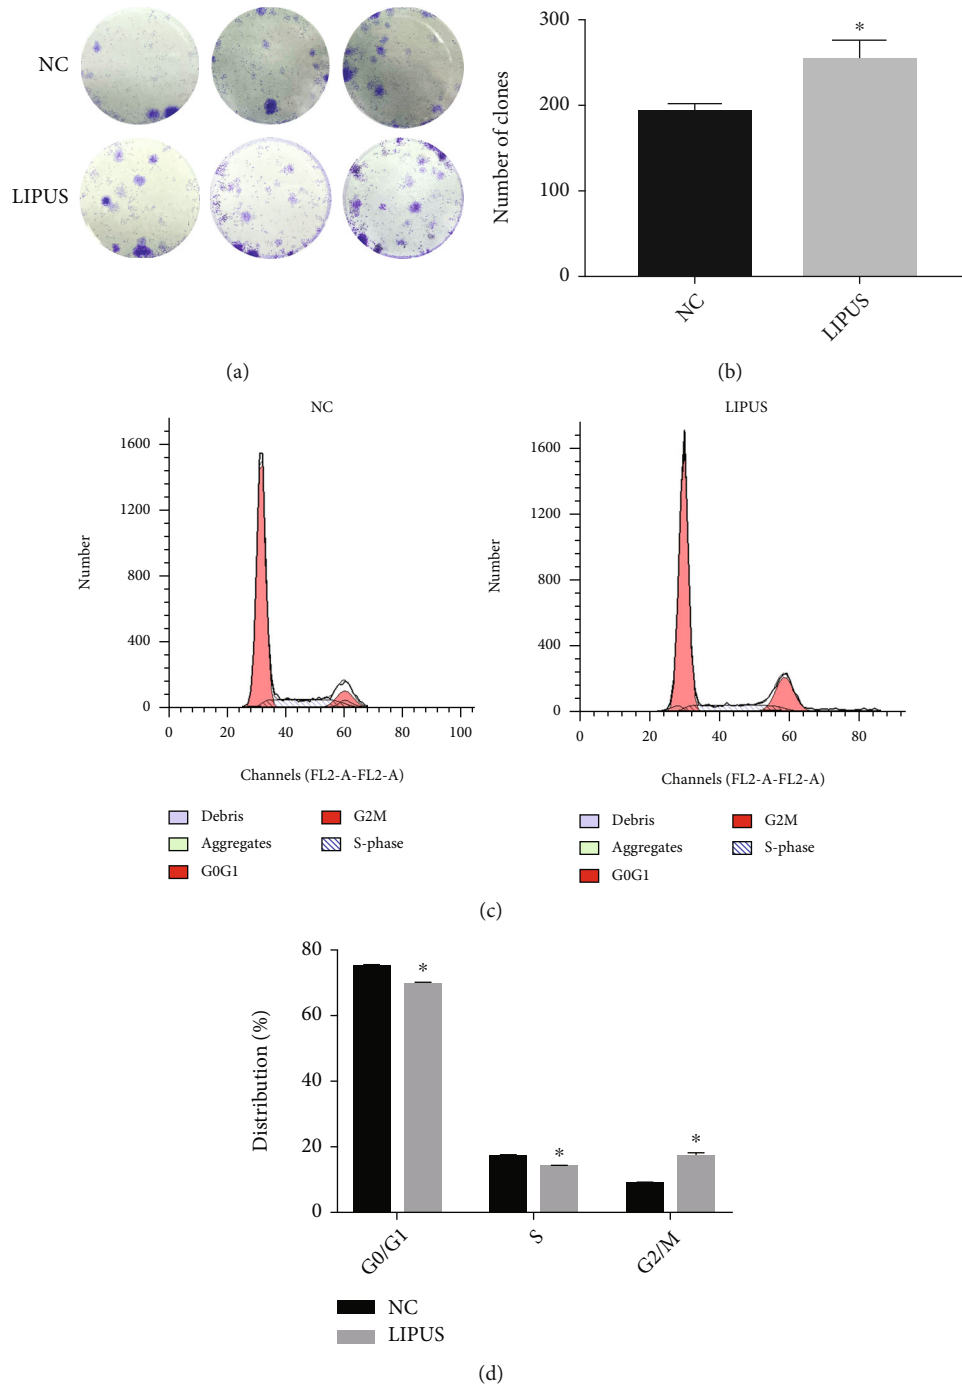 NC
LIPUS
(a)
Number of clones
300
200
100
0
*
NC
LIPUS
(b)
NC
Number
1600
1200
800
400
0
0 20 40 60 80 100
Channels (FL2-A-FL2-A)
Debris
Aggregates
G0G1
G2M
S-phase
LIPUS
Number
1600
1200
800
400
0
0 20 40 60 80
Channels (FL2-A-FL2-A)
Debris
Aggregates
G0G1
G2M
S-phase
(c)
Distribution (%)
80
60
40
20
0
*
*
*
G0/G1
S
G2/M
NC
LIPUS
(d)